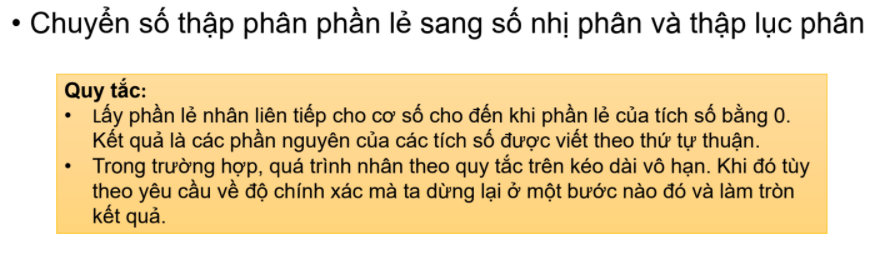 • Chuyển số thập phân phần lẻ sang số nhị phân và thập lục phân
Quy tắc:
• Lấy phần lẻ nhân liên tiếp cho cơ số cho đến khi phần lẻ của tích số bằng 0.
Kết quả là các phần nguyên của các tích số được viết theo thứ tự thuận.
• Trong trường hợp, quá trình nhân theo quy tắc trên kéo dài vô hạn. Khi đó tùy
theo yêu cầu về độ chính xác mà ta dừng lại ở một bước nào đó và làm tròn
kết quả.